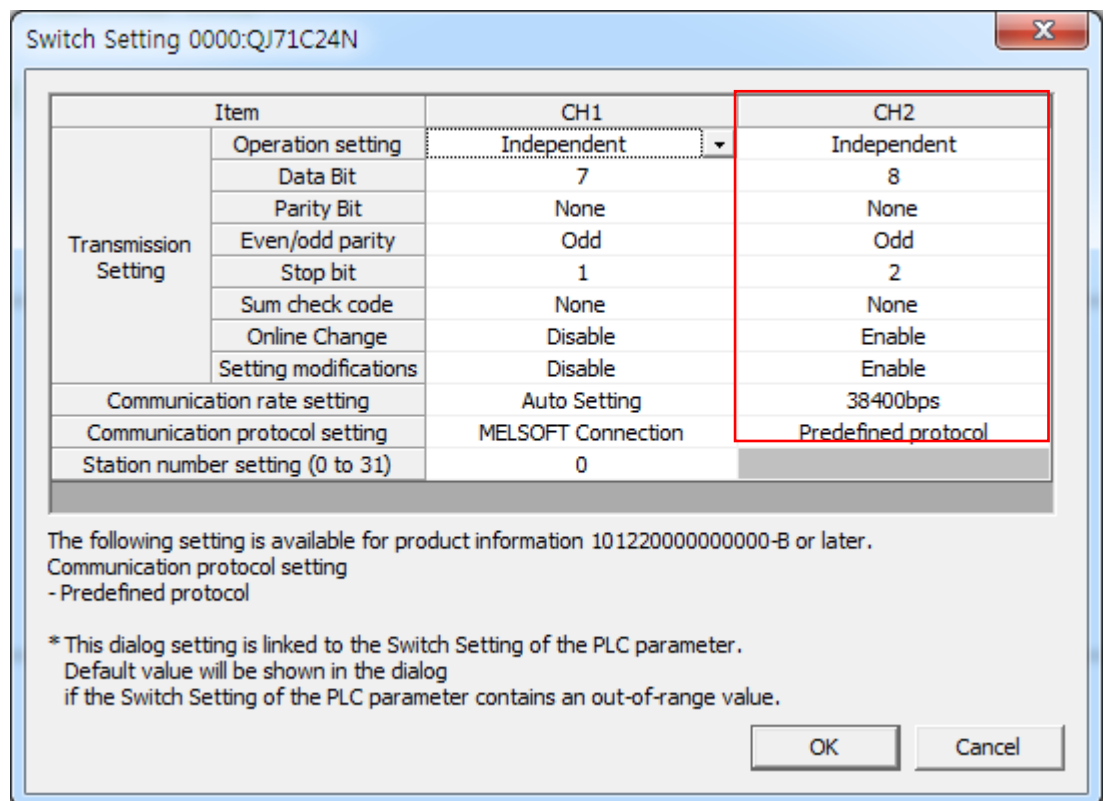 Switch Setting 0000:QJ71C24N
Item CH1 CH2
Transmission Setting
Operation setting Independent Independent
Data Bit 7 8
Parity Bit None None
Even/odd parity Odd Odd
Stop bit 1 2
Sum check code None None
Online Change Disable Enable
Setting modifications Disable Enable
Communication rate setting Auto Setting 38400bps
Communication protocol setting MELSOFT Connection Predefined protocol
Station number setting (0 to 31) 0
The following setting is available for product information 101220000000000-B or later.
Communication protocol setting
- Predefined protocol
* This dialog setting is linked to the Switch Setting of the PLC parameter.
Default value will be shown in the dialog
if the Switch Setting of the PLC parameter contains an out-of-range value.
OK Cancel